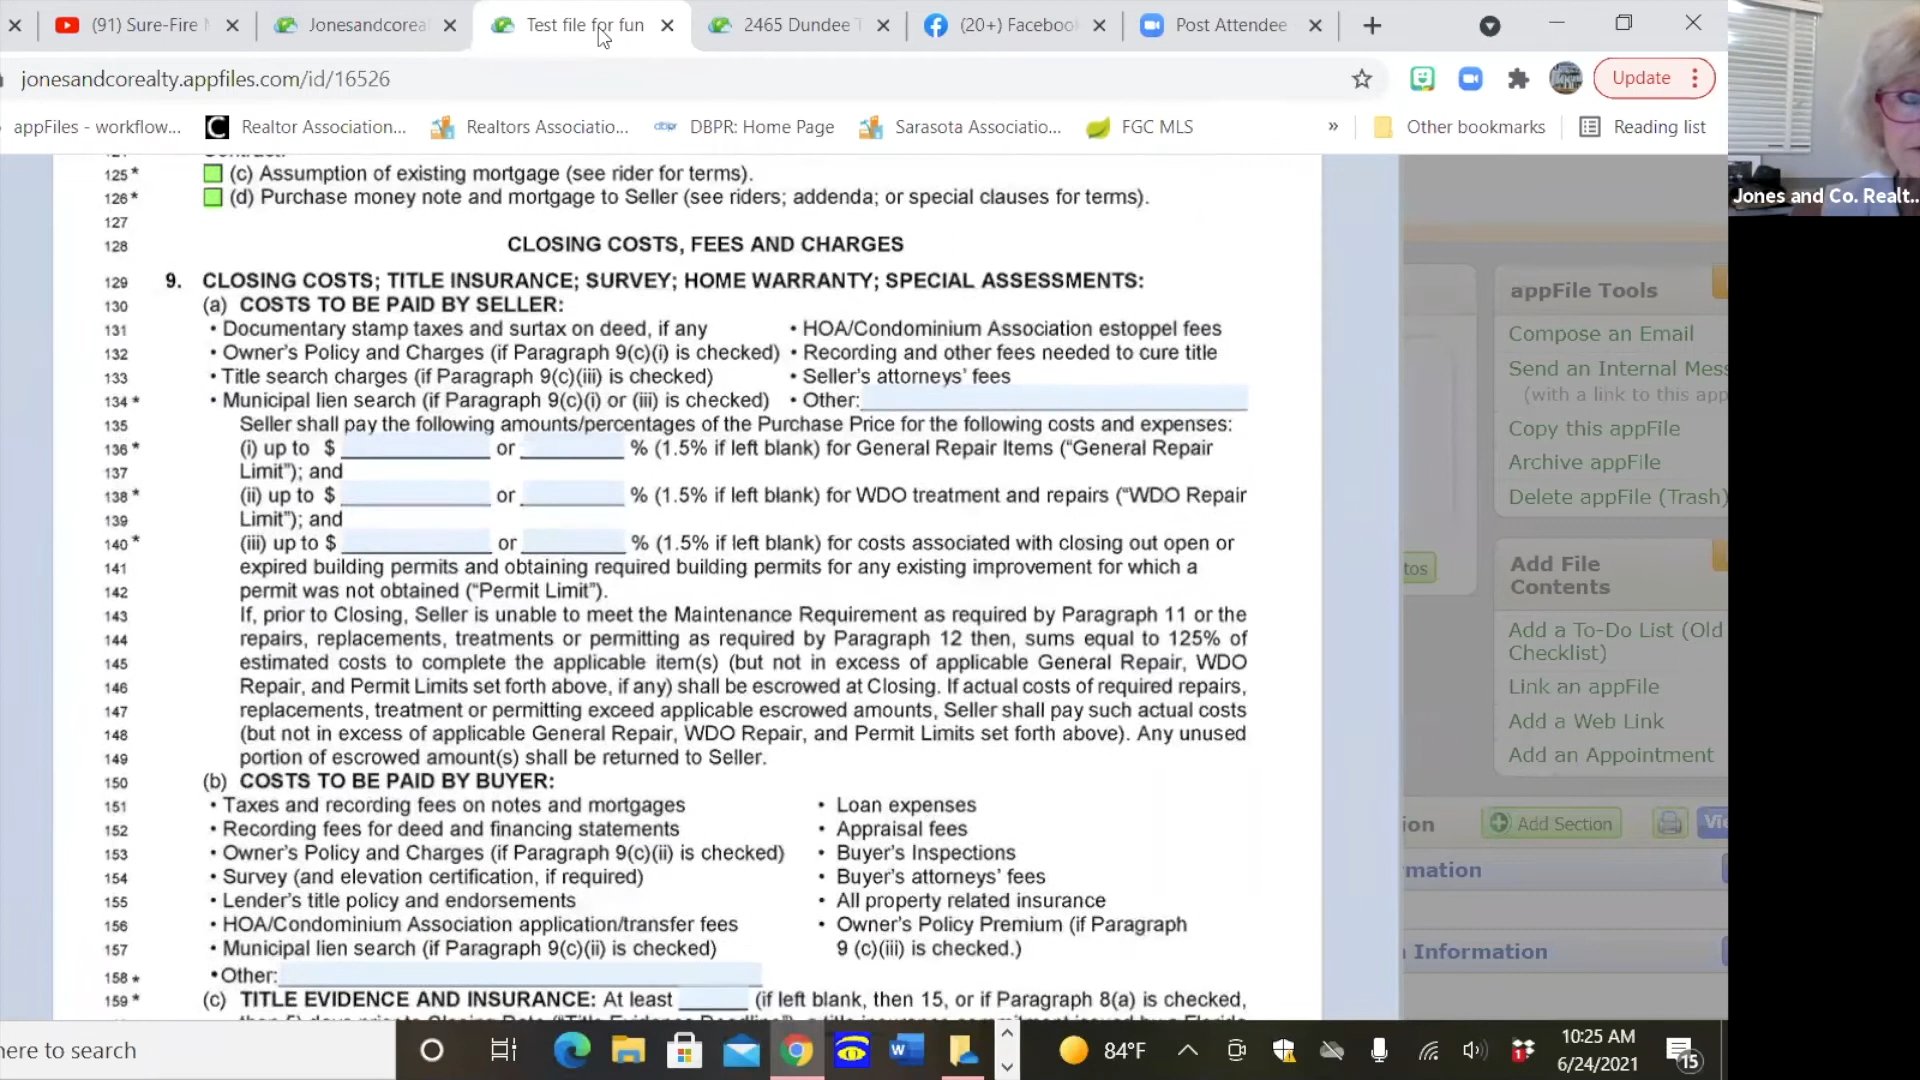 (91) Sure-Fire
Jonesandcorea
Test file for fun
2465 Dundee T
(20+) Facebook
Post Attendee
jonesandcorealty.appfiles.com/id/16526
Update
appFiles - workflow...
Realtor Association...
Realtors Associatio...
DBPR: Home Page
Sarasota Associatio...
FGC MLS
»
Other bookmarks
Reading list
Jones and Co. Realt...
125 * (c) Assumption of existing mortgage (see rider for terms).
126 * (d) Purchase money note and mortgage to Seller (see riders; addenda; or special clauses for terms).
127
128 CLOSING COSTS, FEES AND CHARGES
129 9. CLOSING COSTS; TITLE INSURANCE; SURVEY; HOME WARRANTY; SPECIAL ASSESSMENTS:
130 (a) COSTS TO BE PAID BY SELLER:
131 • Documentary stamp taxes and surtax on deed, if any • HOA/Condominium Association estoppel fees
132 • Owner's Policy and Charges (if Paragraph 9(c)(i) is checked) • Recording and other fees needed to cure title
133 • Title search charges (if Paragraph 9(c)(iii) is checked) • Seller's attorneys' fees
134 * • Municipal lien search (if Paragraph 9(c)(i) or (iii) is checked) • Other:
135 Seller shall pay the following amounts/percentages of the Purchase Price for the following costs and expenses:
136 * (i) up to $ or % (1.5% if left blank) for General Repair Items ("General Repair
137 Limit"); and
138 * (ii) up to $ or % (1.5% if left blank) for WDO treatment and repairs ("WDO Repair
139 Limit"); and
140 * (iii) up to $ or % (1.5% if left blank) for costs associated with closing out open or
141 expired building permits and obtaining required building permits for any existing improvement for which a
142 permit was not obtained ("Permit Limit").
143 If, prior to Closing, Seller is unable to meet the Maintenance Requirement as required by Paragraph 11 or the
144 repairs, replacements, treatments or permitting as required by Paragraph 12 then, sums equal to 125% of
145 estimated costs to complete the applicable item(s) (but not in excess of applicable General Repair, WDO
146 Repair, and Permit Limits set forth above, if any) shall be escrowed at Closing. If actual costs of required repairs,
147 replacements, treatment or permitting exceed applicable escrowed amounts, Seller shall pay such actual costs
148 (but not in excess of applicable General Repair, WDO Repair, and Permit Limits set forth above). Any unused
149 portion of escrowed amount(s) shall be returned to Seller.
150 (b) COSTS TO BE PAID BY BUYER:
151 • Taxes and recording fees on notes and mortgages • Loan expenses
152 • Recording fees for deed and financing statements • Appraisal fees
153 • Owner's Policy and Charges (if Paragraph 9(c)(ii) is checked) • Buyer's Inspections
154 • Survey (and elevation certification, if required) • Buyer's attorneys' fees
155 • Lender's title policy and endorsements • All property related insurance
156 • HOA/Condominium Association application/transfer fees • Owner's Policy Premium (if Paragraph
157 • Municipal lien search (if Paragraph 9(c)(ii) is checked) 9 (c)(iii) is checked.)
158 * • Other:
159 * (c) TITLE EVIDENCE AND INSURANCE: At least (if left blank, then 15, or if Paragraph 8(a) is checked,
appFile Tools
Compose an Email
Send an Internal Mess
(with a link to this app
Copy this appFile
Archive appFile
Delete appFile (Trash)
tos
Add File
Contents
Add a To-Do List (Old
Checklist)
Link an appFile
Add a Web Link
Add an Appointment
ion
Add Section
Vi
mation
Information
here to search
84°F
10:25 AM
6/24/2021
15